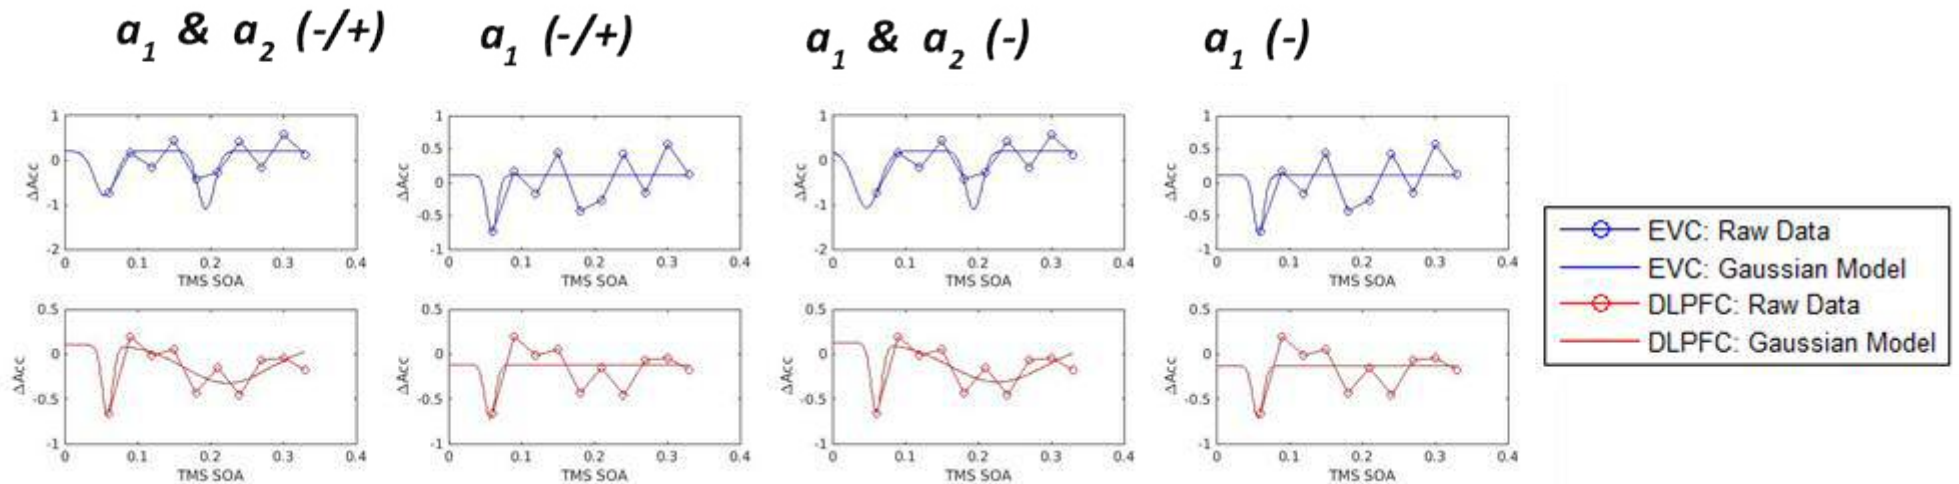 a1 & a2 (-/+)
a1 (-/+)
a1 & a2 (-)
a1 (-)
1
0
-1
-2
ΔAcc
0 0.1 0.2 0.3 0.4
TMS SOA
1
0.5
0
-0.5
-1
ΔAcc
0 0.1 0.2 0.3 0.4
TMS SOA
1
0
-1
-2
ΔAcc
0 0.1 0.2 0.3 0.4
TMS SOA
1
0.5
0
-0.5
-1
ΔAcc
0 0.1 0.2 0.3 0.4
TMS SOA
0.5
0
-0.5
-1
ΔAcc
0 0.1 0.2 0.3 0.4
TMS SOA
0.5
0
-0.5
-1
ΔAcc
0 0.1 0.2 0.3 0.4
TMS SOA
0.5
0
-0.5
-1
ΔAcc
0 0.1 0.2 0.3 0.4
TMS SOA
0.5
0
-0.5
-1
ΔAcc
0 0.1 0.2 0.3 0.4
TMS SOA
EVC: Raw Data
EVC: Gaussian Model
DLPFC: Raw Data
DLPFC: Gaussian Model